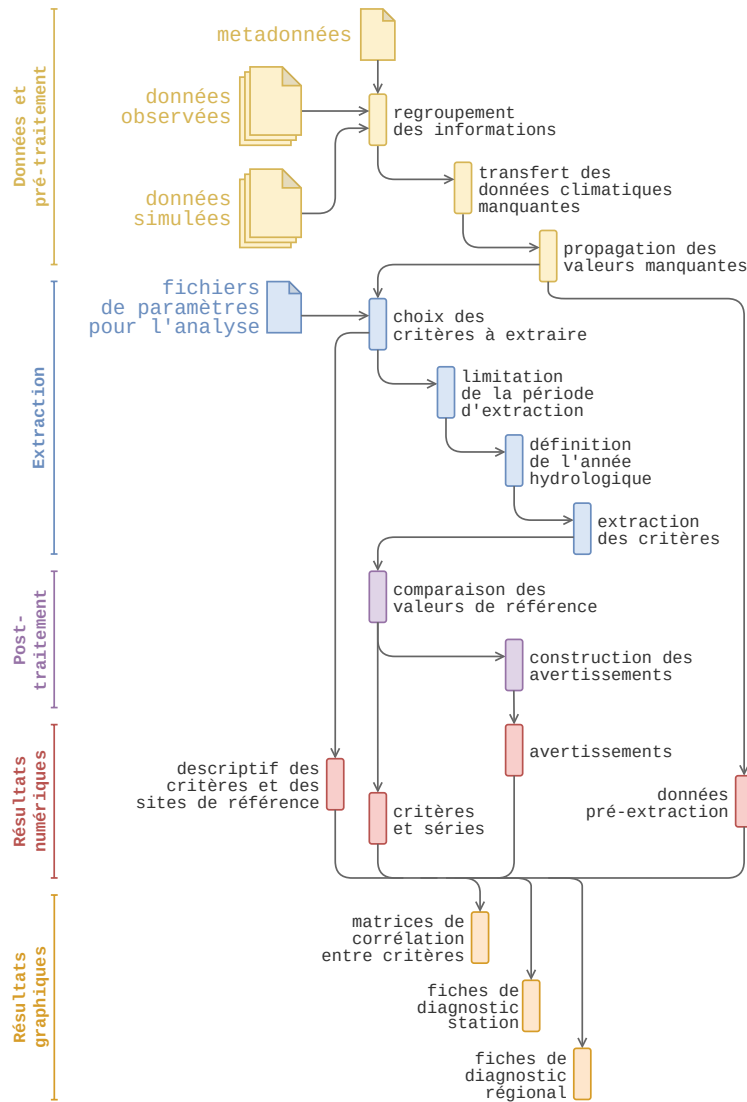 Données et
pré-traitement
metadonnées
données
observées
regroupement
des informations
données
simulées
transfert des
données climatiques
manquantes
propagation des
valeurs manquantes
Extraction
fichiers
de paramètres
pour l'analyse
choix des
critères à extraire
limitation
de la période
d'extraction
définition
de l'année
hydrologique
extraction
des critères
Post-
traitement
comparaison des
valeurs de référence
construction des
avertissements
Résultats
numériques
avertissements
descriptif des
critères et des
sites de référence
critères
et séries
données
pré-extraction
Résultats
graphiques
matrices de
corrélation
entre critères
fiches de
diagnostic
station
fiches de
diagnostic
régional